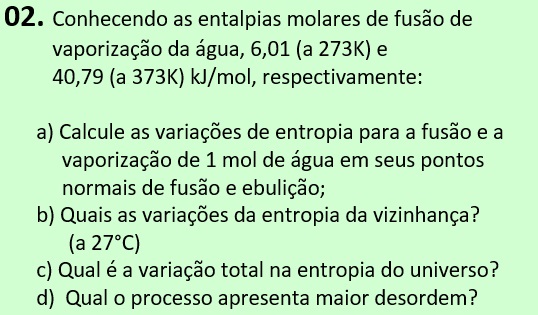 02. Conhecendo as entalpias molares de fusão de
vaporização da água, 6,01 (a 273K) e
40,79 (a 373K) kJ/mol, respectivamente:
a) Calcule as variações de entropia para a fusão e a
vaporização de 1 mol de água em seus pontos
normais de fusão e ebulição;
b) Quais as variações da entropia da vizinhança?
(a 27°C)
c) Qual é a variação total na entropia do universo?
d) Qual o processo apresenta maior desordem?